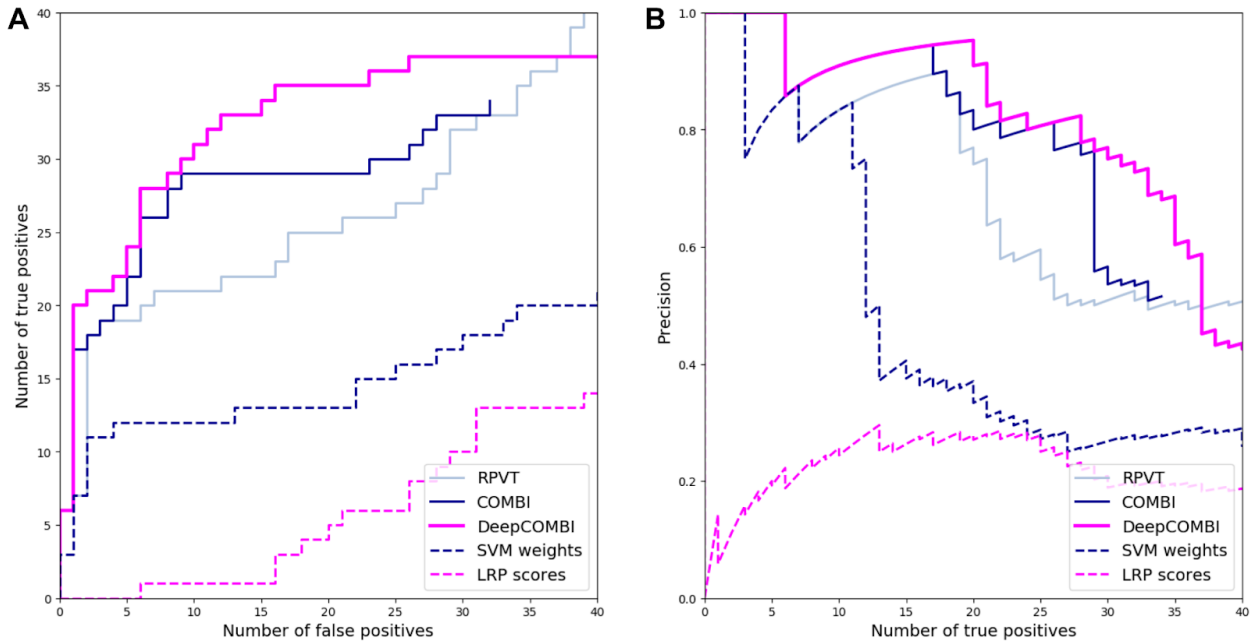 A
40
35
30
25
20
15
10
5
0
Number of true positives
0 5 10 15 20 25 30 35 40
Number of false positives
RPVT
COMBI
DeepCOMBI
SVM weights
LRP scores
B
1.0
0.8
0.6
0.4
0.2
0.0
Precision
0 5 10 15 20 25 30 35 40
Number of true positives
RPVT
COMBI
DeepCOMBI
SVM weights
LRP scores